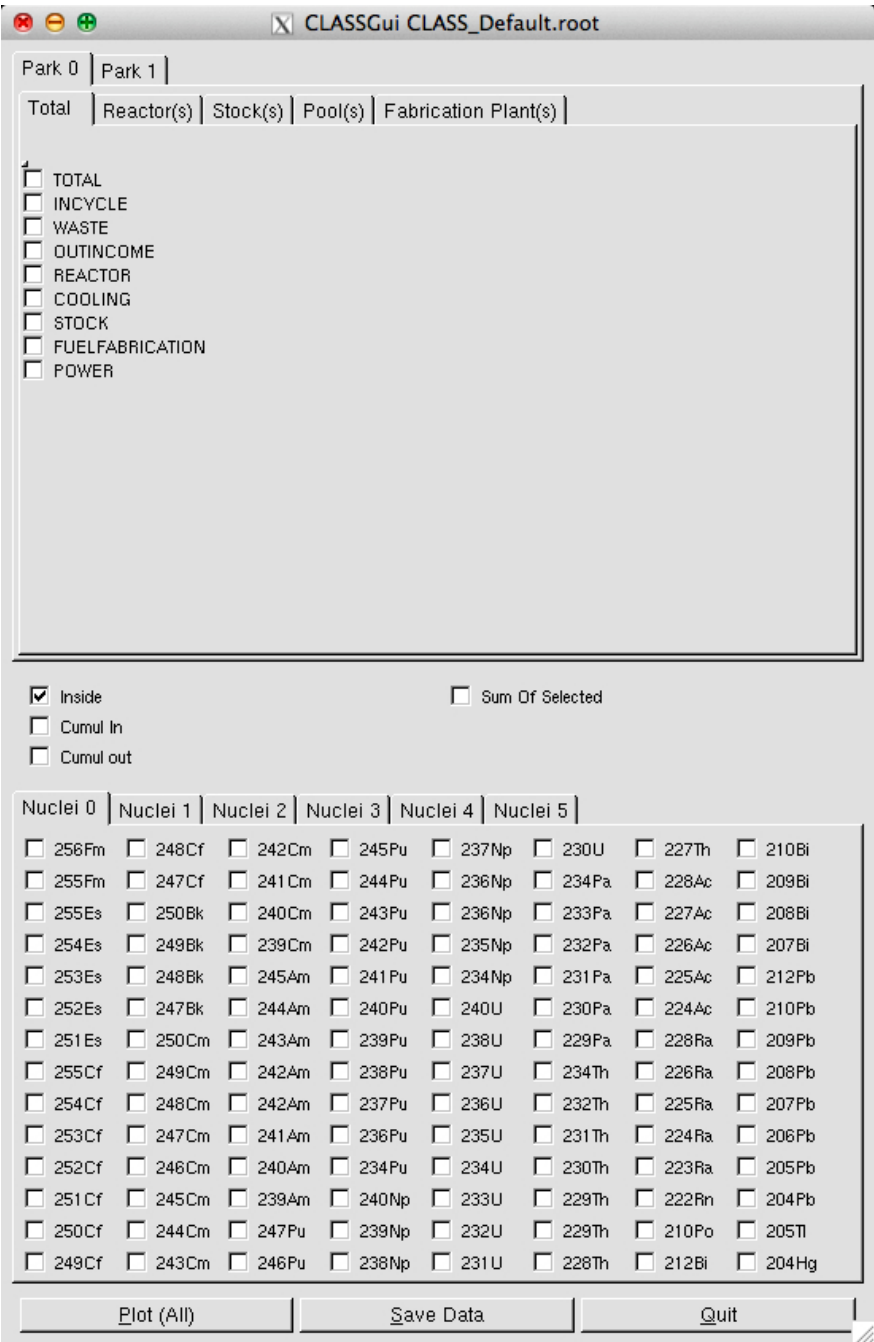 CLASSGui CLASS_Default.root
Park 0 Park 1
Total Reactor(s) Stock(s) Pool(s) Fabrication Plant(s)
TOTAL
INCYCLE
WASTE
OUTINCOME
REACTOR
COOLING
STOCK
FUELFABRICATION
POWER
Inside Sum Of Selected
Cumul In
Cumul out
Nuclei 0 Nuclei 1 Nuclei 2 Nuclei 3 Nuclei 4 Nuclei 5
256Fm 248Cf 242Cm 245Pu 237Np 230U 227Th 210Bi
255Fm 247Cf 241Cm 244Pu 236Np 234Pa 228Ac 209Bi
255Es 250Bk 240Cm 243Pu 236Np 233Pa 227Ac 208Bi
254Es 249Bk 239Cm 242Pu 235Np 232Pa 226Ac 207Bi
253Es 248Bk 245Am 241Pu 234Np 231Pa 225Ac 212Pb
252Es 247Bk 244Am 240Pu 240U 230Pa 224Ac 210Pb
251Es 250Cm 243Am 239Pu 238U 229Pa 228Ra 209Pb
255Cf 249Cm 242Am 238Pu 237U 234Th 226Ra 208Pb
254Cf 248Cm 242Am 237Pu 236U 232Th 225Ra 207Pb
253Cf 247Cm 241Am 236Pu 235U 231Th 224Ra 206Pb
252Cf 246Cm 240Am 234Pu 234U 230Th 223Ra 205Pb
251Cf 245Cm 239Am 240Np 233U 229Th 222Rn 204Pb
250Cf 244Cm 247Pu 239Np 232U 229Th 210Po 205Tl
249Cf 243Cm 246Pu 238Np 231U 228Th 212Bi 204Hg
Plot (All) Save Data Quit